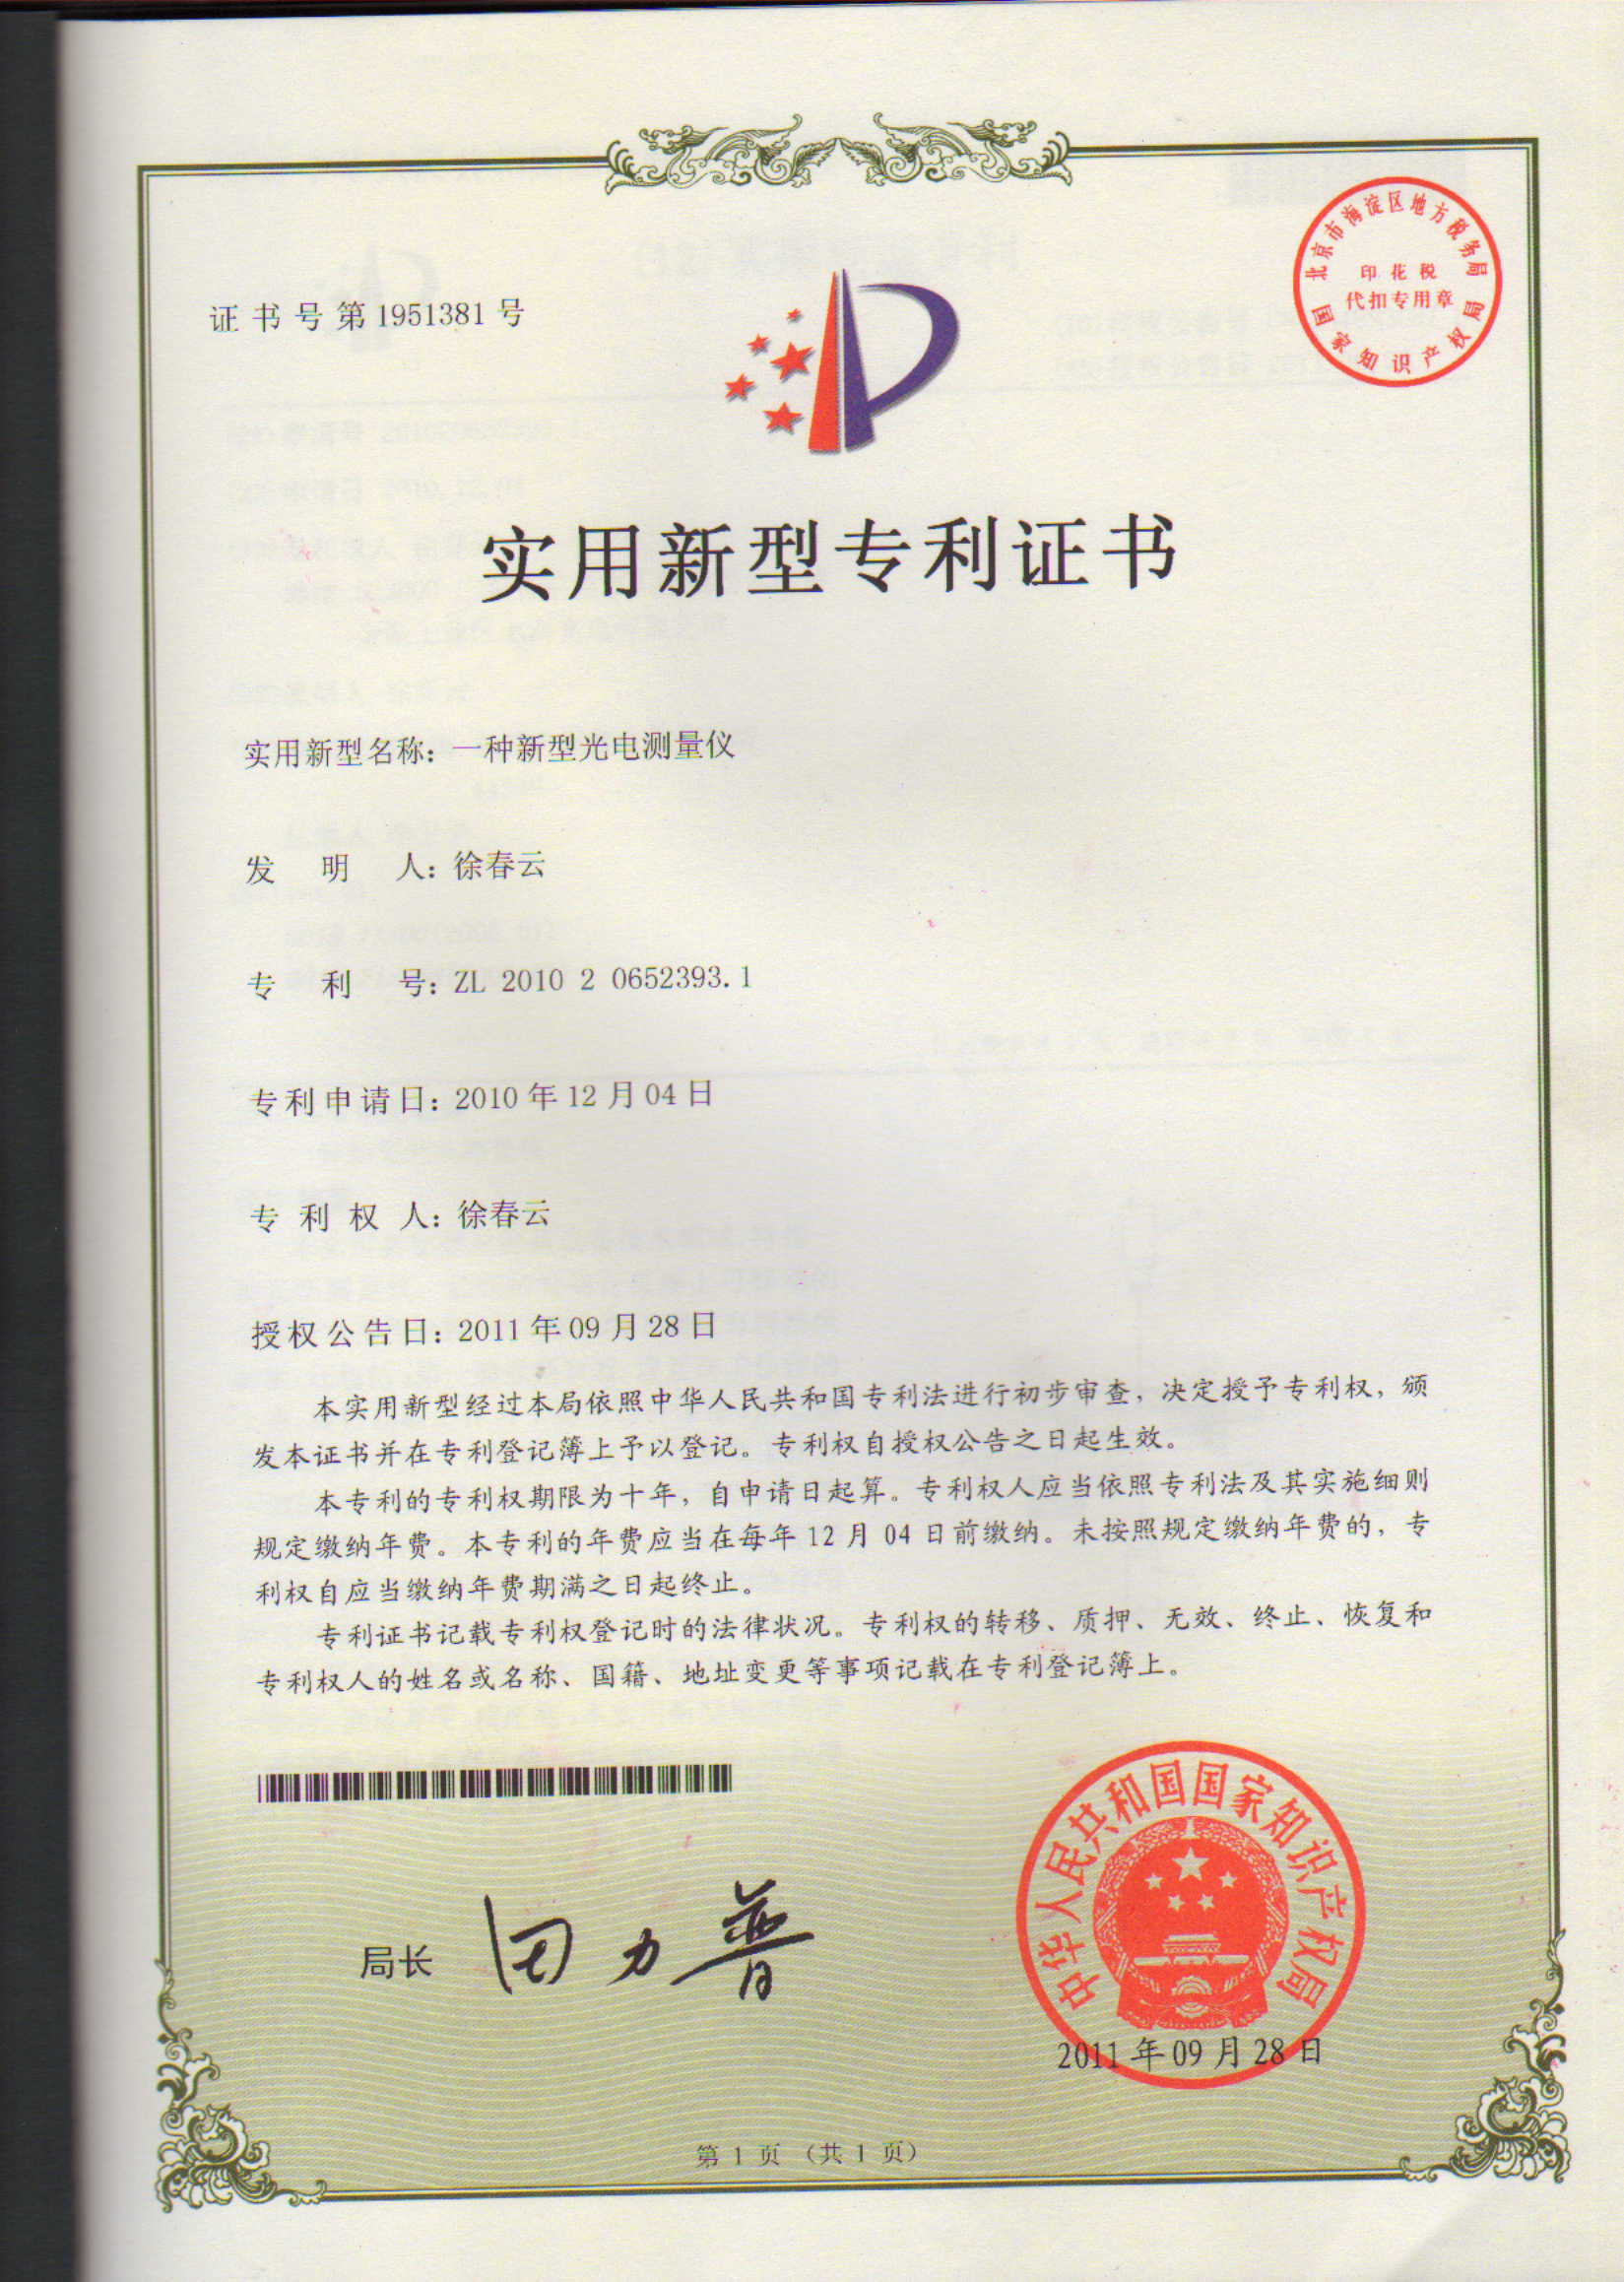 证书号第1951381号
北京市海淀区地方税务局
印花税
代扣专用章
国家知识产权局
实用新型专利证书
实用新型名称：一种新型光电测量仪
发明人：徐春云
专利号：ZL 2010 2 0652393.1
专利申请日：2010年12月04日
专利权人：徐春云
授权公告日：2011年09月28日
本实用新型经过本局依照中华人民共和国专利法进行初步审查，决定授予专利权，颁
发本证书并在专利登记簿上予以登记。专利权自授权公告之日起生效。
本专利的专利权期限为十年，自申请日起算。专利权人应当依照专利法及其实施细则
规定缴纳年费。本专利的年费应当在每年12月04日前缴纳。未按照规定缴纳年费的，专
利权自应当缴纳年费期满之日起终止。
专利证书记载专利权登记时的法律状况。专利权的转移、质押、无效、终止、恢复和
专利权人的姓名或名称、国籍、地址变更等事项记载在专利登记簿上。
中华人民共和国国家知识产权局
局长 田力普
2011年09月28日
第1页（共1页）